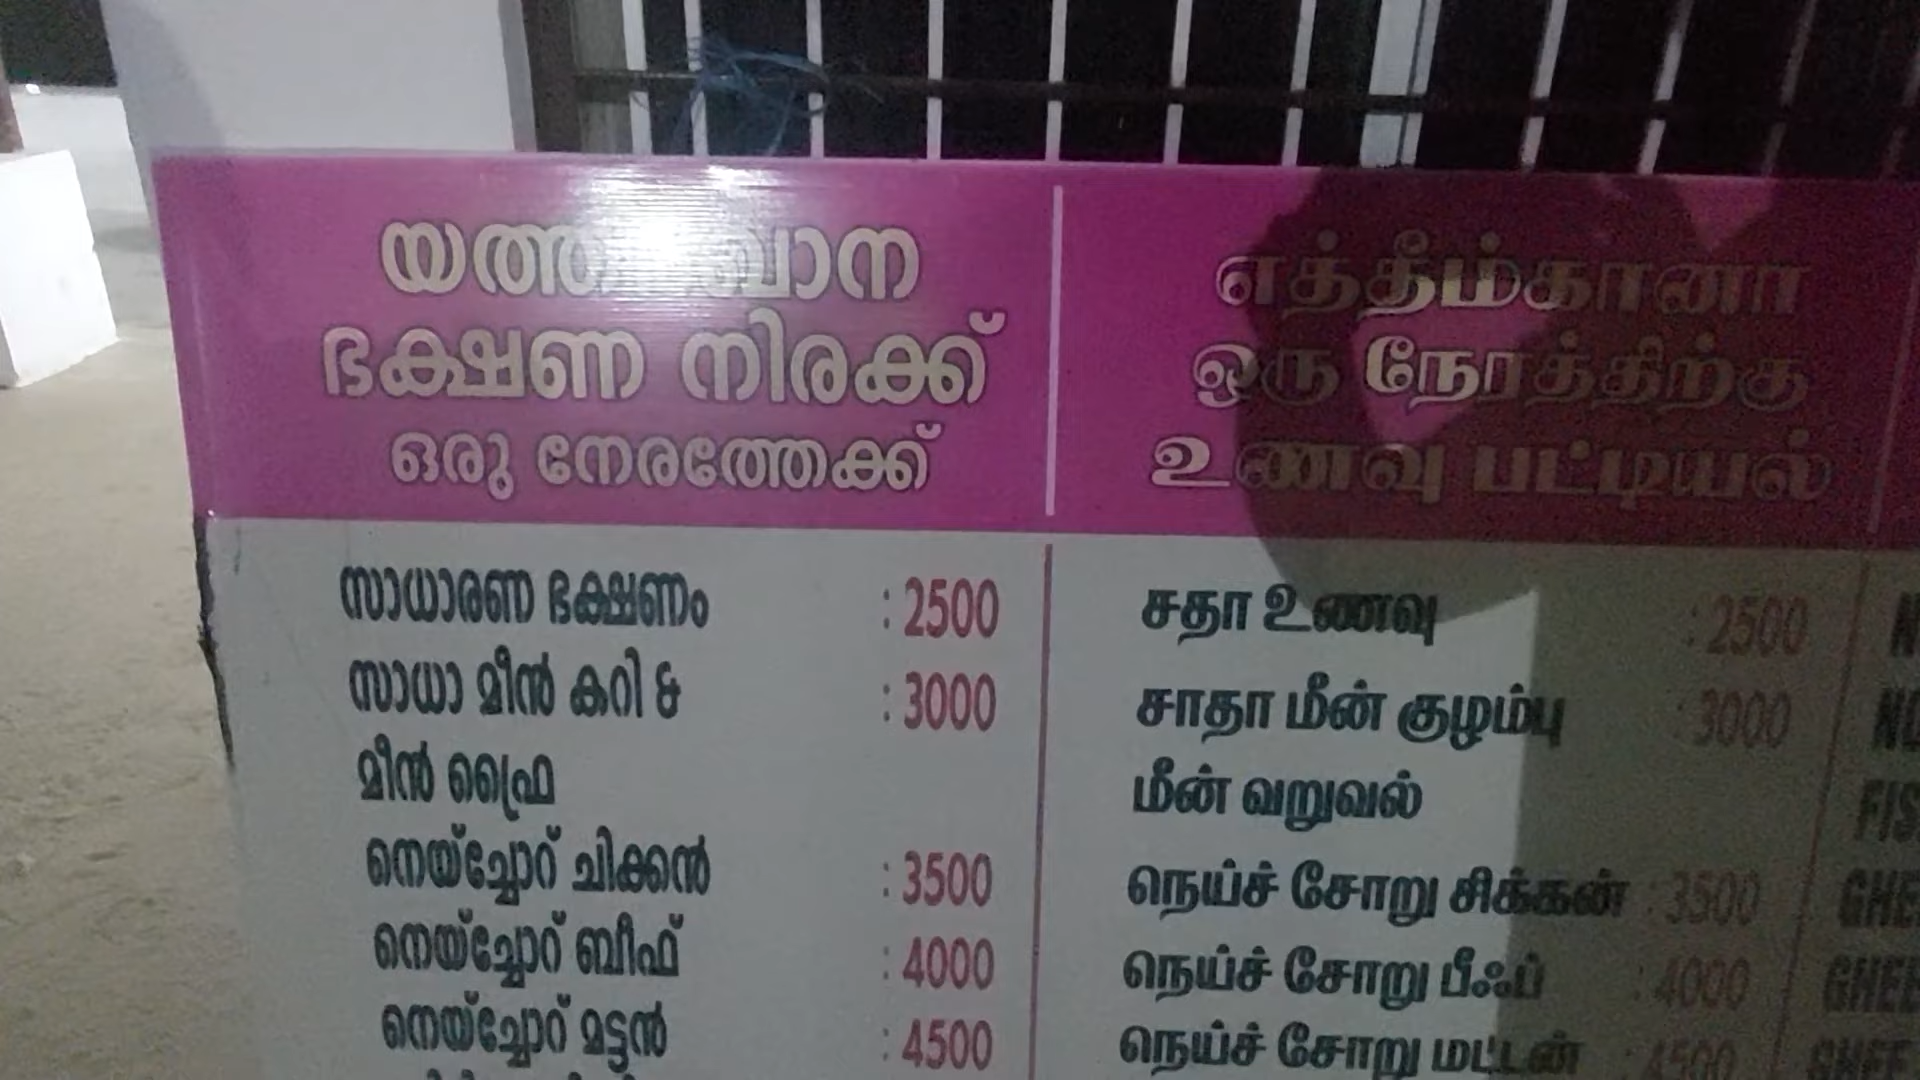 ഭക്ഷണ നിരക്ക്
ഒരു നേരത്തേക്ക്
സാധാരണ ഭക്ഷണം : 2500
സാധാ മീൻ കറി & : 3000
മീൻ ഫ്രൈ
നെയ്ച്ചോറ് ചിക്കൻ : 3500
നെയ്ച്ചോറ് ബീഫ് : 4000
നെയ്ച്ചോറ് മട്ടൻ : 4500
எத்தீம்கானா
ஒரு நேரத்திற்கு
உணவு பட்டியல்
சதா உணவு : 2500
சாதா மீன் குழம்பு : 3000
மீன் வறுவல்
நெய்ச் சோறு சிக்கன் : 3500
நெய்ச் சோறு பீஃப் : 4000
நெய்ச் சோறு மட்டன் : 4500